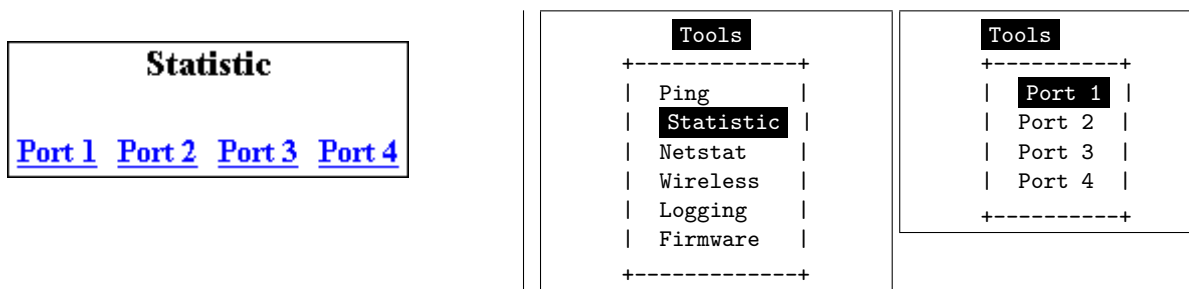 Statistic
Port 1 Port 2 Port 3 Port 4
Tools
+-------------+
| Ping |
| Statistic |
| Netstat |
| Wireless |
| Logging |
| Firmware |
+-------------+
Tools
+----------+
| Port 1 |
| Port 2 |
| Port 3 |
| Port 4 |
+----------+